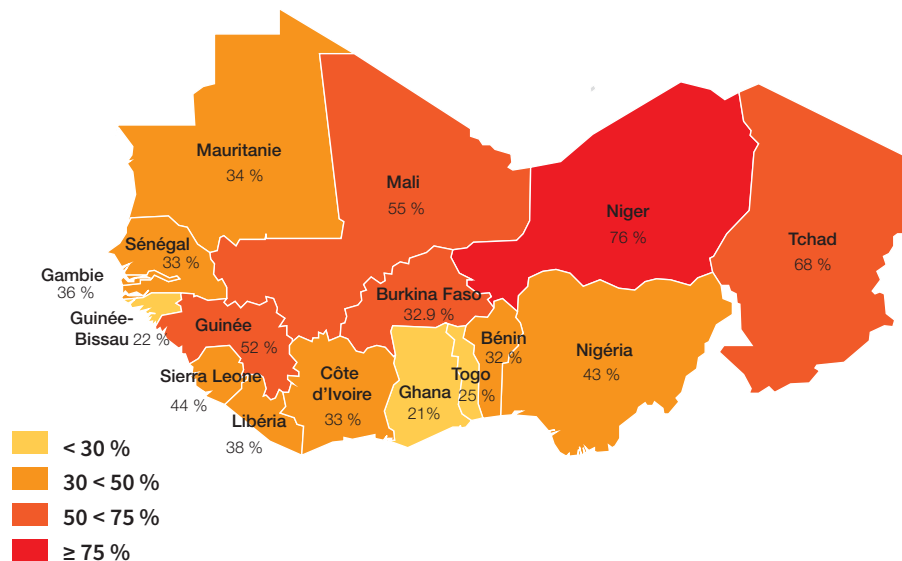 Mauritanie
34 %
Mali
55 %
Niger
76 %
Tchad
68 %
Sénégal
33 %
Gambie
36 %
Guinée-
Bissau 22 %
Guinée
52 %
Burkina Faso
32.9 %
Bénin
32 %
Nigéria
43 %
Sierra Leone
44 %
Côte
d’Ivoire
33 %
Ghana
21%
Togo
25 %
Libéria
38 %
< 30 %
30 < 50 %
50 < 75 %
≥ 75 %